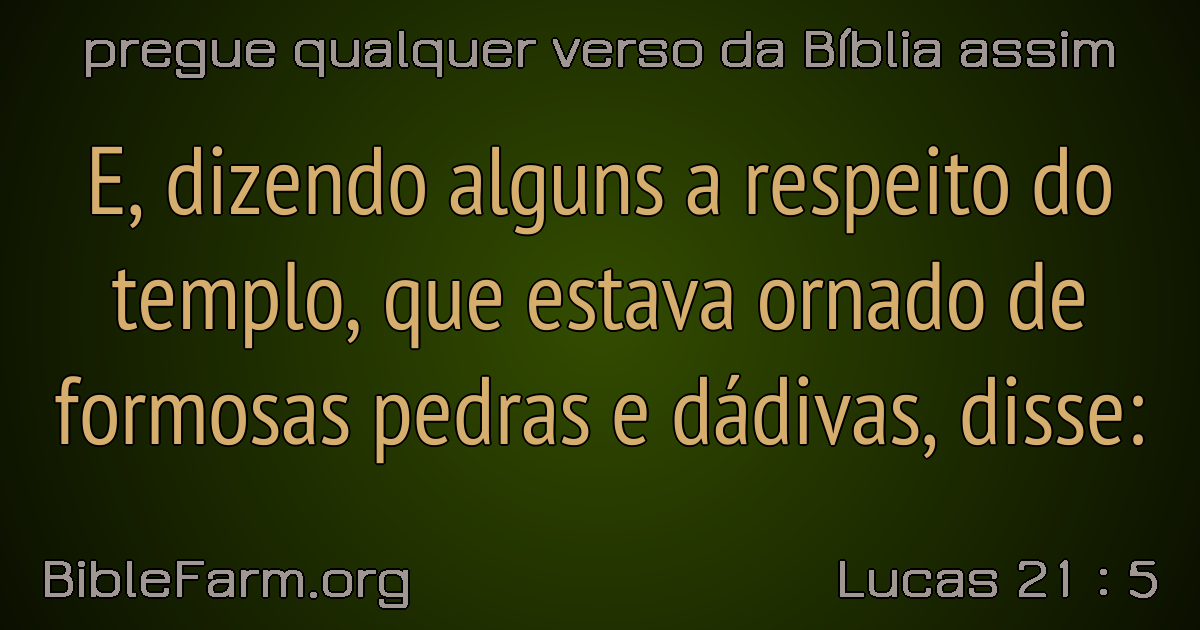 pregue qualquer verso da Bíblia assim
E, dizendo alguns a respeito do
templo, que estava ornado de
formosas pedras e dádivas, disse:
BibleFarm.org
Lucas 21 : 5